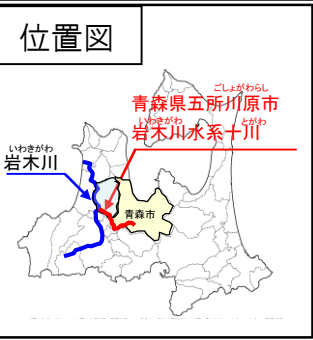 位置図
ごしょがわらし
青森県五所川原市
いわきがわ とがわ
岩木川水系十川
いわきがわ
岩木川
青森市